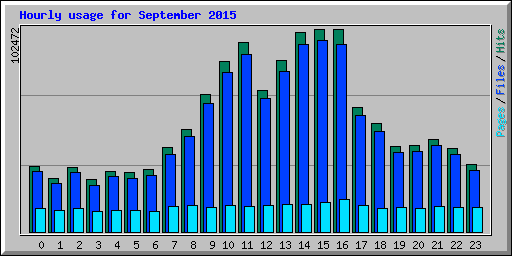 Hourly usage for September 2015
102472
Pages/Files/Hits
0 1 2 3 4 5 6 7 8 9 10 11 12 13 14 15 16 17 18 19 20 21 22 23